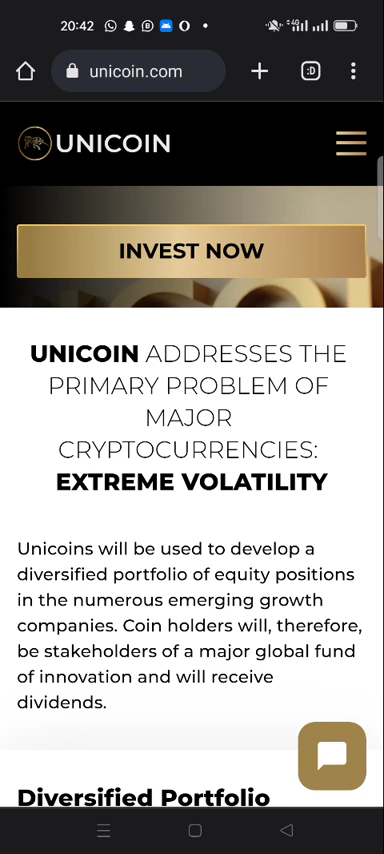 20:42
4G
unicoin.com
:D
UNICOIN
INVEST NOW
UNICOIN ADDRESSES THE
PRIMARY PROBLEM OF
MAJOR
CRYPTOCURRENCIES:
EXTREME VOLATILITY
Unicoins will be used to develop a
diversified portfolio of equity positions
in the numerous emerging growth
companies. Coin holders will, therefore,
be stakeholders of a major global fund
of innovation and will receive
dividends.
Diversified Portfolio